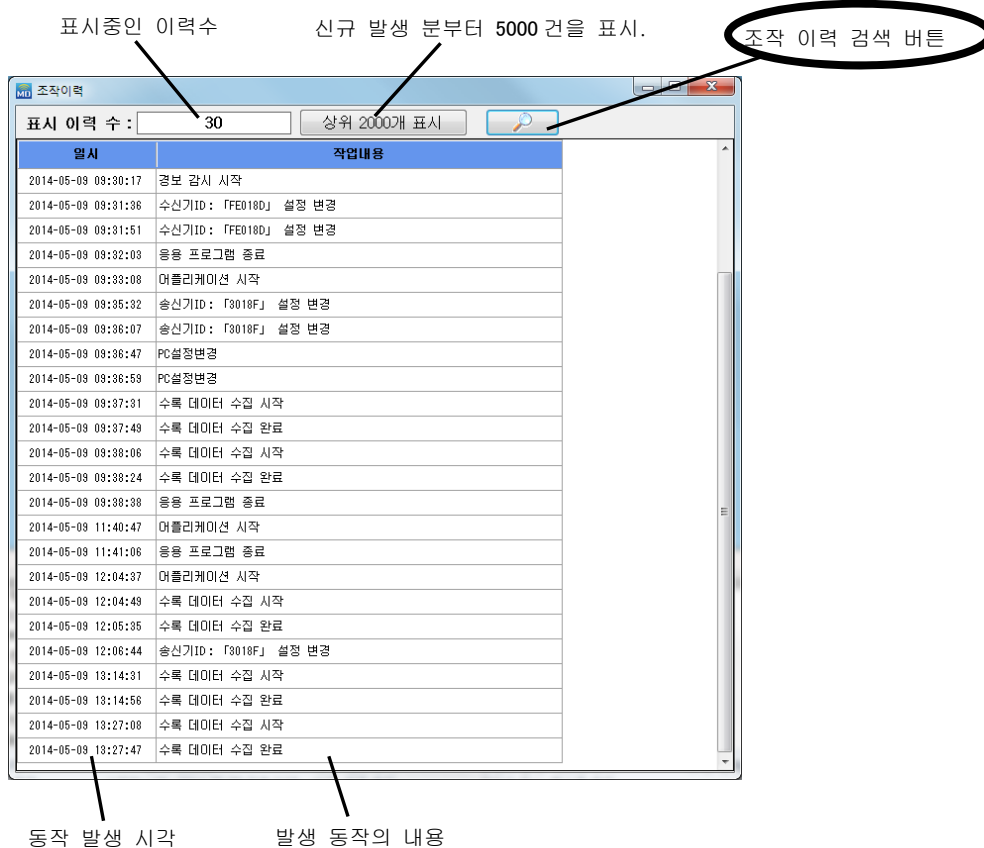 표시중인 이력수
신규 발생 분부터 5000 건을 표시.
조작 이력 검색 버튼
MD 조작이력
표시 이력 수 : 30 상위 2000개 표시
일시 작업내용
2014-05-09 09:30:17 경보 감시 시작
2014-05-09 09:31:36 수신기ID : 「FE018D」 설정 변경
2014-05-09 09:31:51 수신기ID : 「FE018D」 설정 변경
2014-05-09 09:32:03 응용 프로그램 종료
2014-05-09 09:33:08 어플리케이션 시작
2014-05-09 09:35:32 송신기ID : 「3018F」 설정 변경
2014-05-09 09:36:07 송신기ID : 「3018F」 설정 변경
2014-05-09 09:36:47 PC설정변경
2014-05-09 09:36:59 PC설정변경
2014-05-09 09:37:31 수록 데이터 수집 시작
2014-05-09 09:37:49 수록 데이터 수집 완료
2014-05-09 09:38:06 수록 데이터 수집 시작
2014-05-09 09:38:24 수록 데이터 수집 완료
2014-05-09 09:38:38 응용 프로그램 종료
2014-05-09 11:40:47 어플리케이션 시작
2014-05-09 11:41:06 응용 프로그램 종료
2014-05-09 12:04:37 어플리케이션 시작
2014-05-09 12:04:49 수록 데이터 수집 시작
2014-05-09 12:05:35 수록 데이터 수집 완료
2014-05-09 12:06:44 송신기ID : 「3018F」 설정 변경
2014-05-09 13:14:31 수록 데이터 수집 시작
2014-05-09 13:14:56 수록 데이터 수집 완료
2014-05-09 13:27:08 수록 데이터 수집 시작
2014-05-09 13:27:47 수록 데이터 수집 완료
동작 발생 시각
발생 동작의 내용